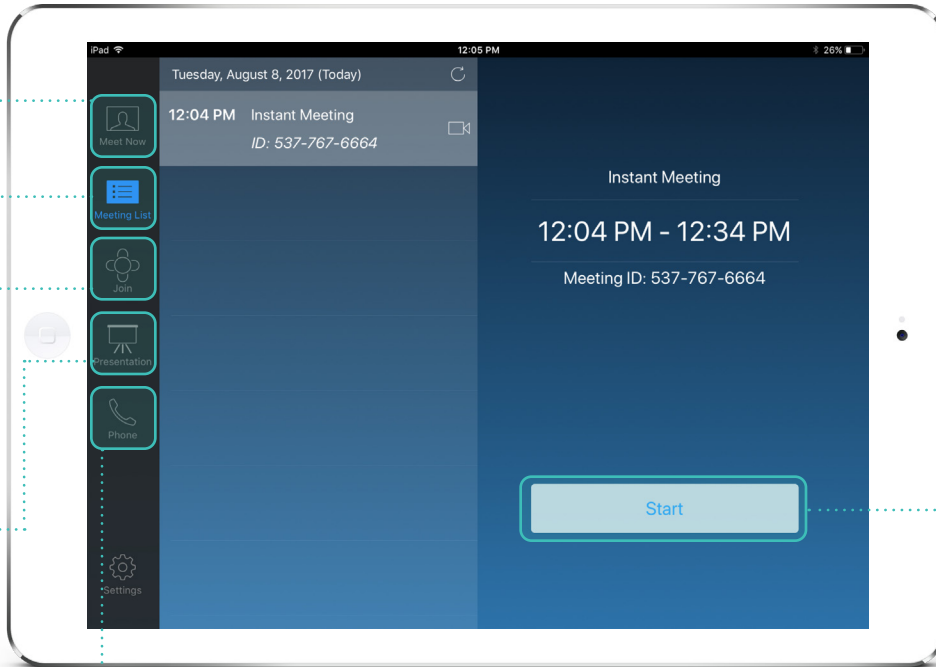 iPad 12:05 PM 26%
Tuesday, August 8, 2017 (Today)
12:04 PM Instant Meeting
ID: 537-767-6664
Meet Now
Meeting List
Join
Presentation
Phone
Settings
Instant Meeting
12:04 PM - 12:34 PM
Meeting ID: 537-767-6664
Start